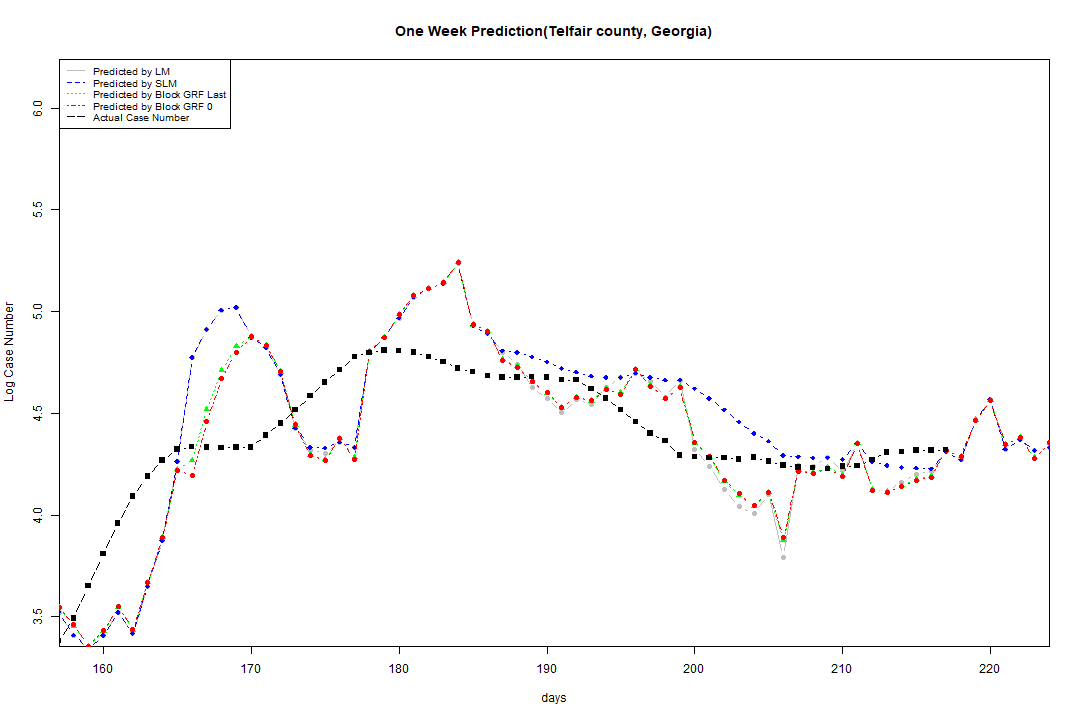 One Week Prediction(Telfair county, Georgia)
Predicted by LM
Predicted by SLM
Predicted by Block GRF Last
Predicted by Block GRF 0
Actual Case Number
6.0
5.5
5.0
4.5
4.0
3.5
Log Case Number
160 170 180 190 200 210 220
days